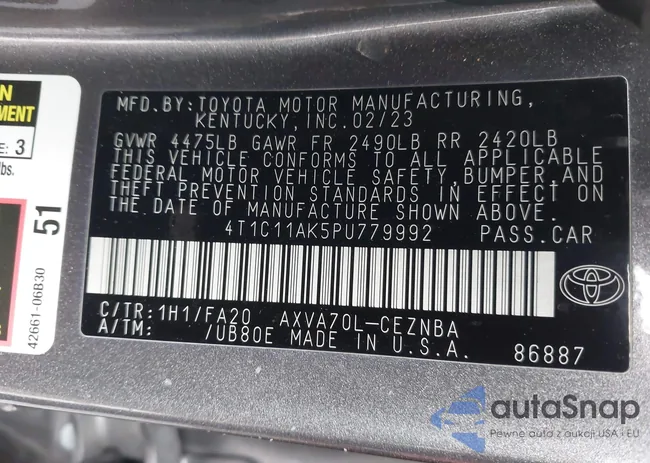 N
EMENT
E: 3
lbs.
51
42661-06B30
MFD.BY: TOYOTA MOTOR MANUFACTURING,
KENTUCKY, INC. 02/23
GVWR 4475LB GAWR FR 2490LB RR 2420LB
THIS VEHICLE CONFORMS TO ALL APPLICABLE
FEDERAL MOTOR VEHICLE SAFETY, BUMPER, AND
THEFT PREVENTION STANDARDS IN EFFECT ON
THE DATE OF MANUFACTURE SHOWN ABOVE.
4T1C11AK5PU779992 PASS.CAR
C/TR: 1H1/FA20 AXVA70L-CEZNBA
A/TM: /UB80E MADE IN U.S.A. 86887
autaSnap
Pewne auta z aukcji USA i EU